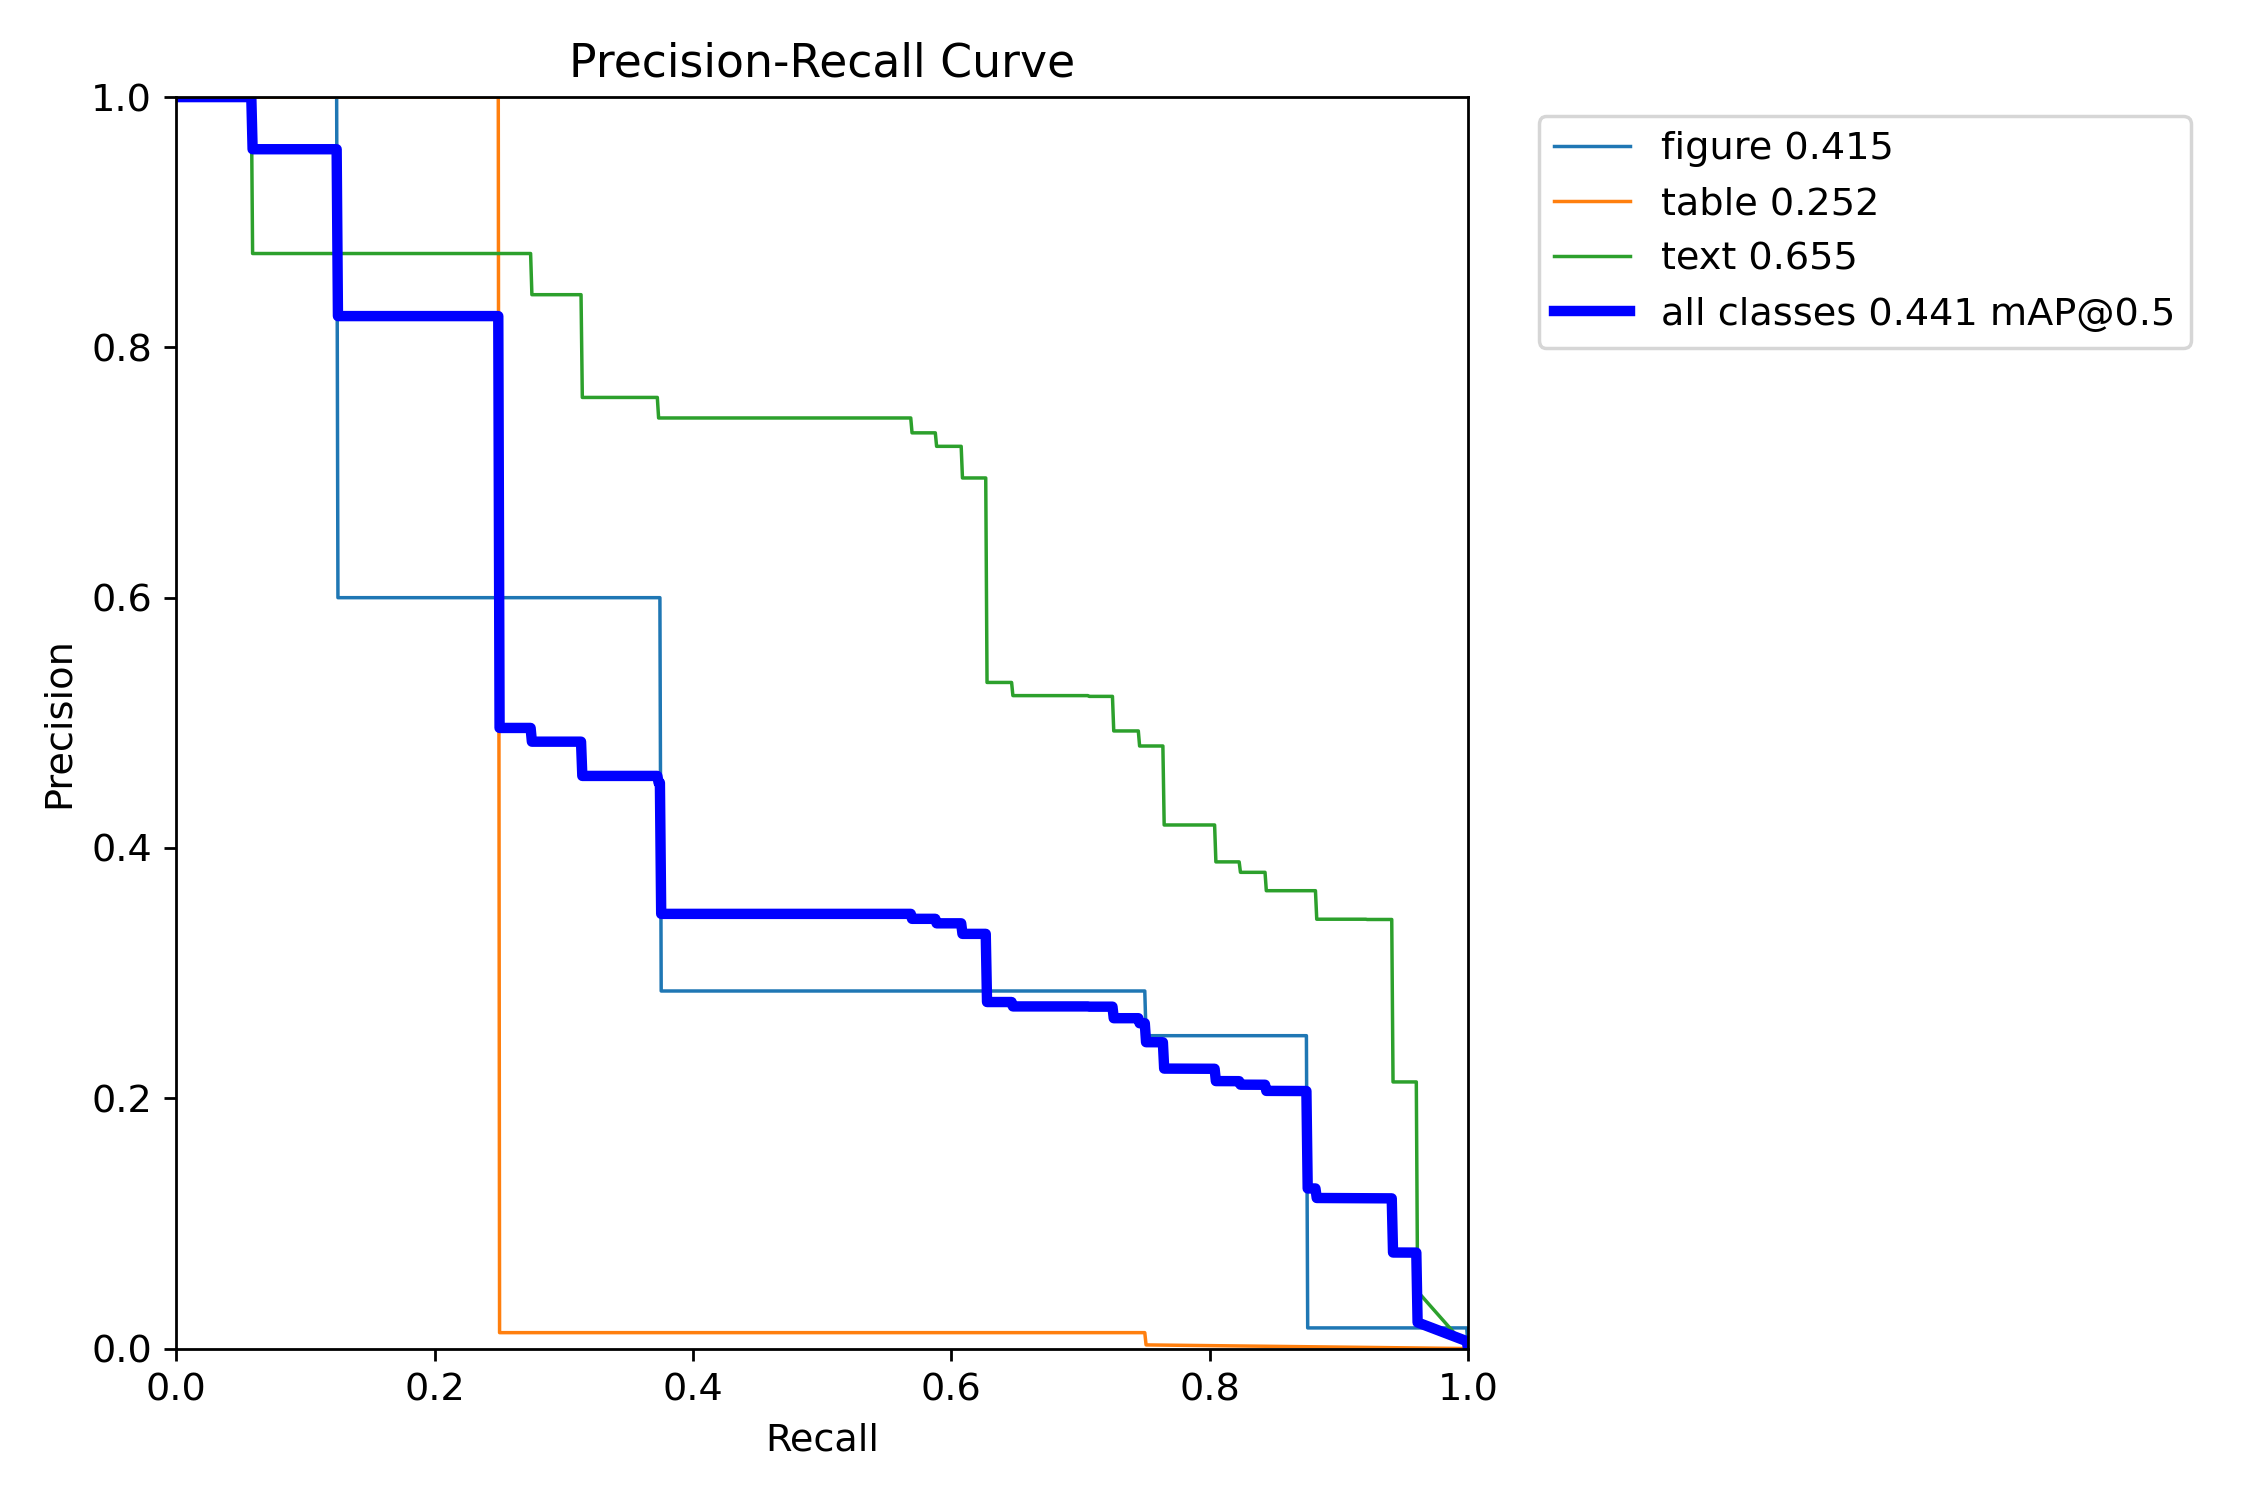 Precision-Recall Curve
1.0
0.8
0.6
0.4
0.2
0.0
Precision
0.0 0.2 0.4 0.6 0.8 1.0
Recall
figure 0.415
table 0.252
text 0.655
all classes 0.441 mAP@0.5